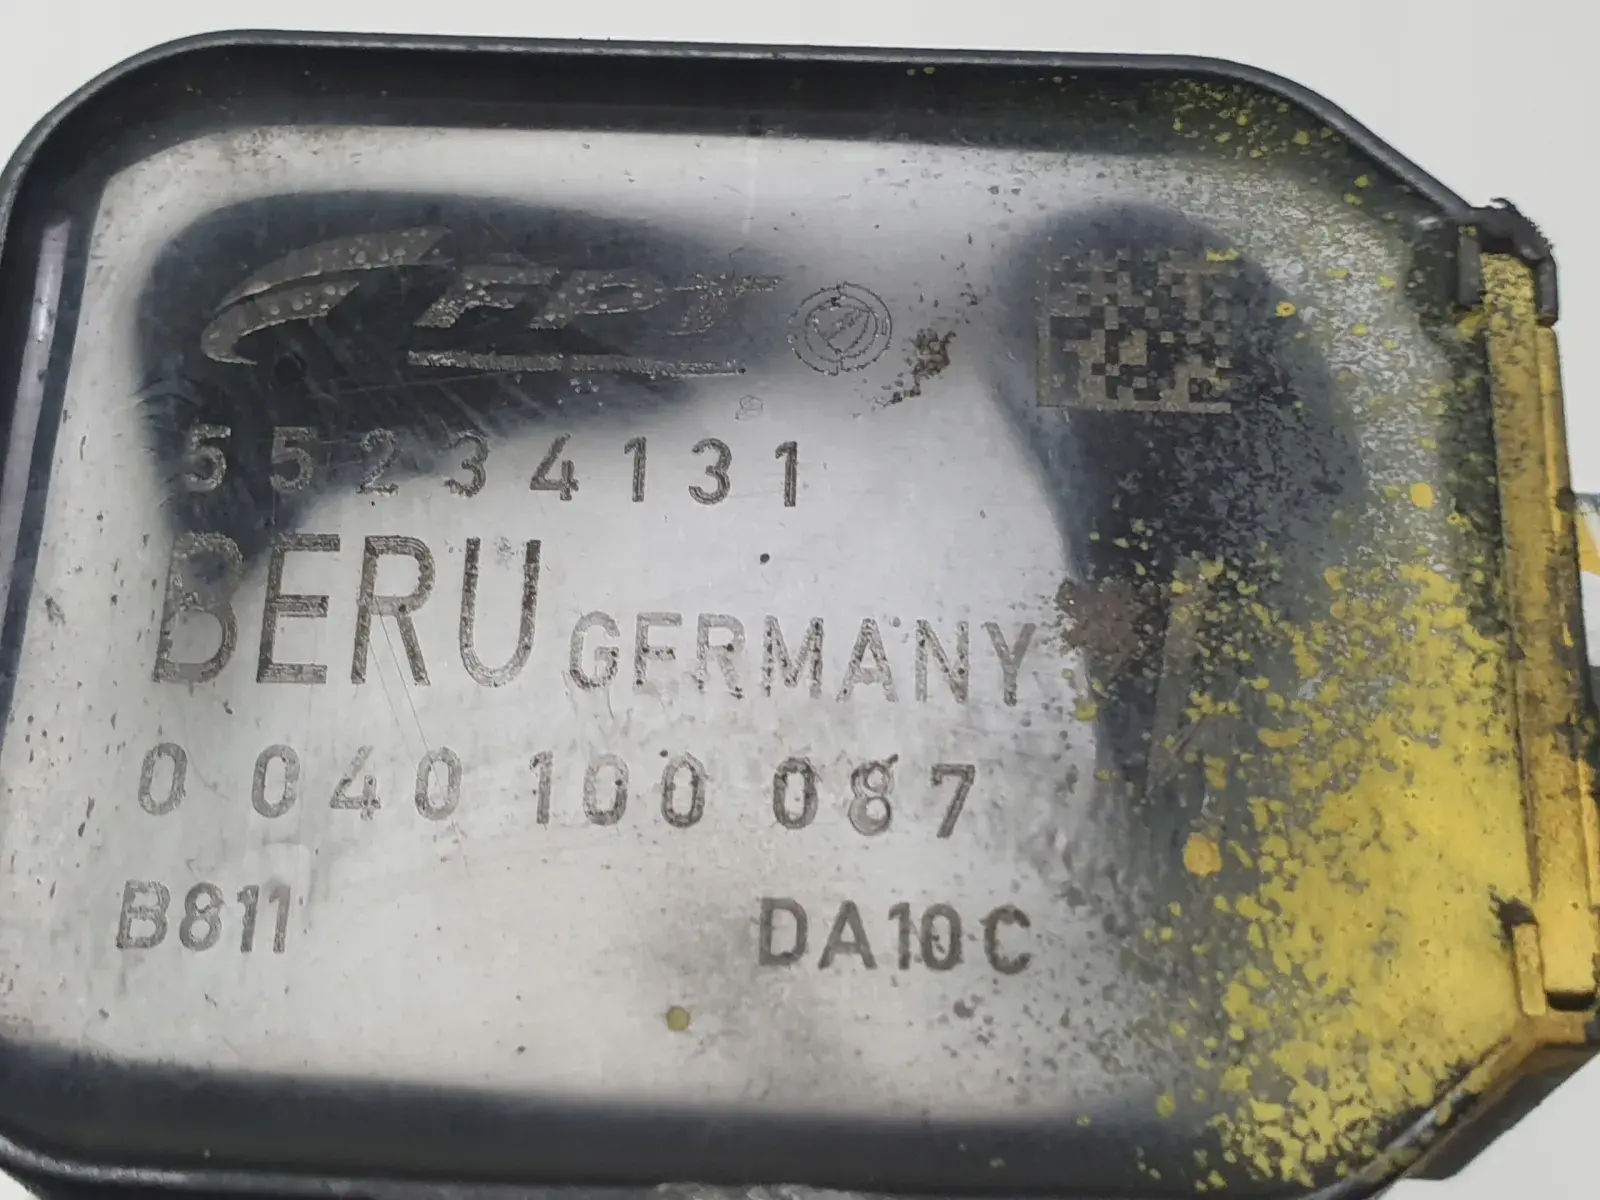 FPT
55234131
BERU GERMANY
0 040 100 087
B811 DA10C